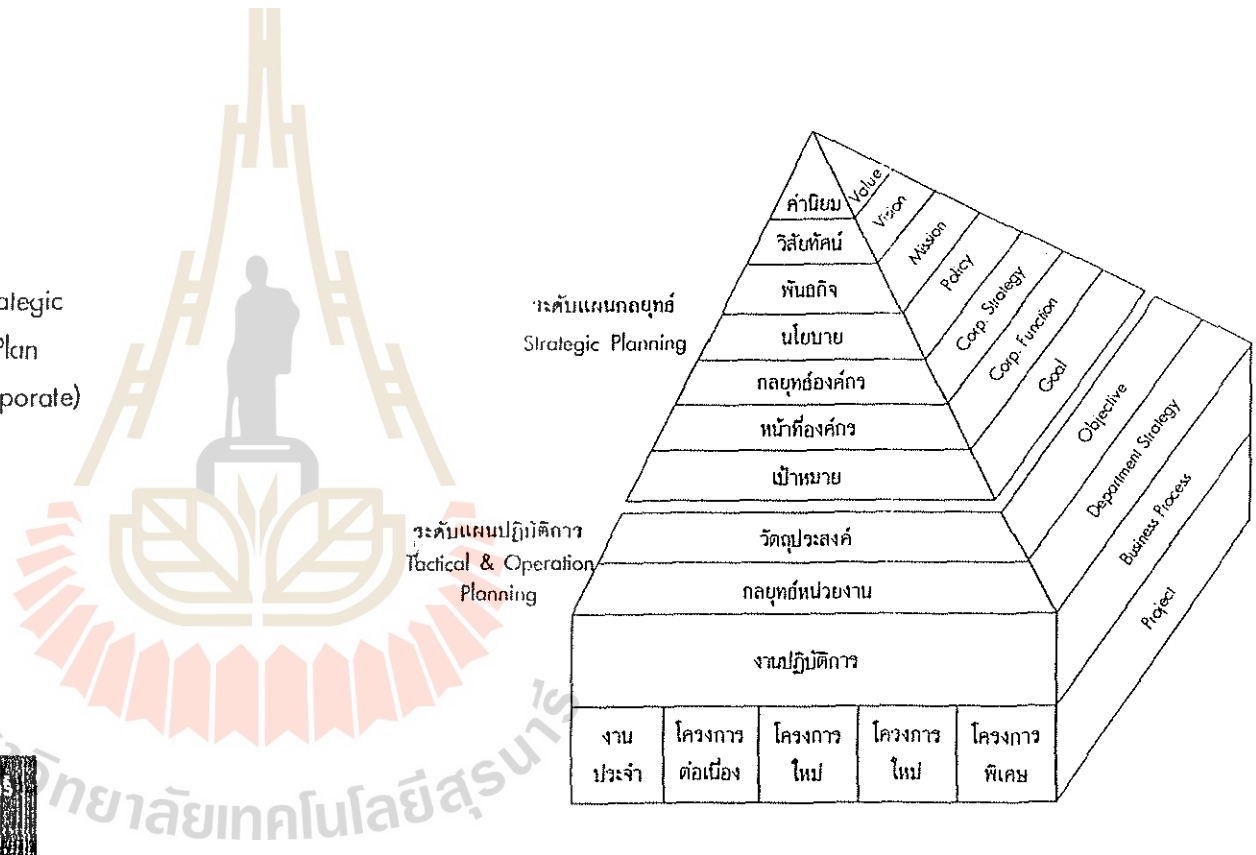 ategic
Plan
porate)
ระดับแผนกลยุทธ์
Strategic Planning
ค่านิยม
วิสัยทัศน์
พันธกิจ
นโยบาย
กลยุทธ์องค์กร
หน้าที่องค์กร
เป้าหมาย
Value
Vision
Mission
Policy
Corp. Strategy
Corp. Function
Goal
ระดับแผนปฏิบัติการ
Tactical & Operation
Planning
วัตถุประสงค์
กลยุทธ์หน่วยงาน
งานปฏิบัติการ
Objective
Department Strategy
Business Process
Project
งาน
ประจำ
โครงการ
ต่อเนื่อง
โครงการ
ใหม่
โครงการ
ใหม่
โครงการ
พิเศษ
วิทยาลัยเทคโนโลยีสุรนารี